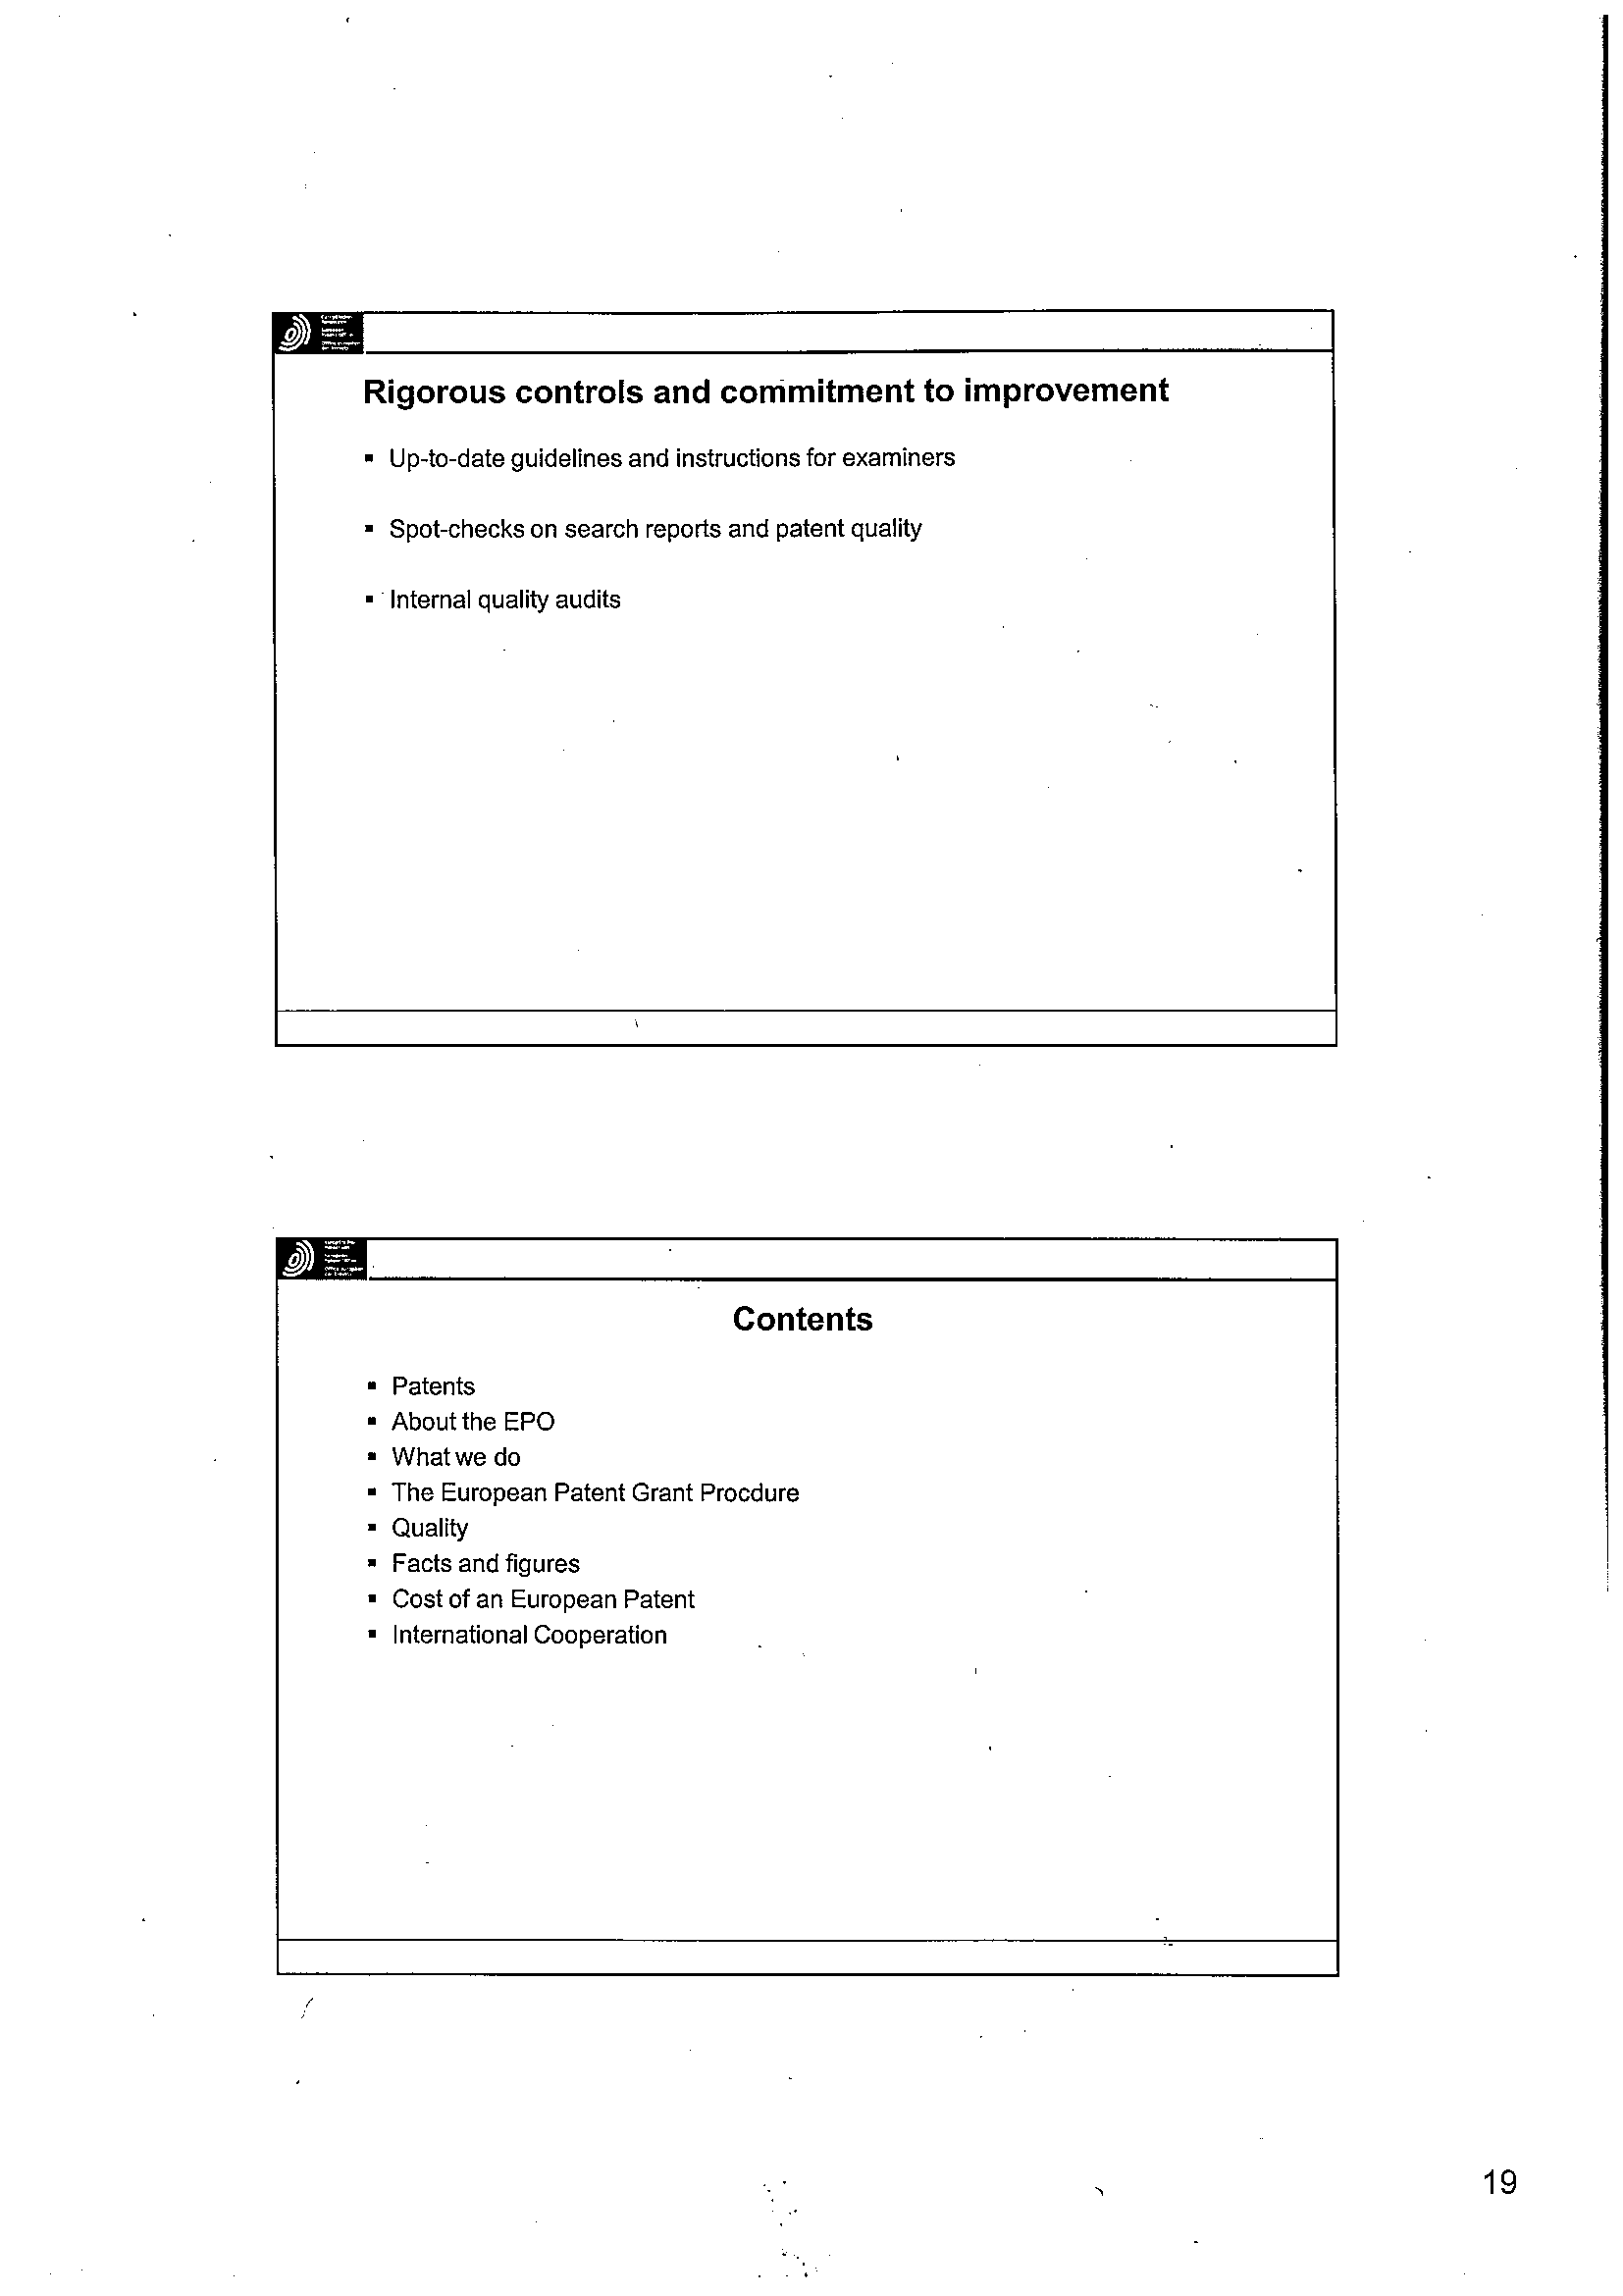 Rigorous controls and commitment to improvement
▪ Up-to-date guidelines and instructions for examiners
▪ Spot-checks on search reports and patent quality
▪ Internal quality audits
Contents
▪ Patents
▪ About the EPO
▪ What we do
▪ The European Patent Grant Procdure
▪ Quality
▪ Facts and figures
▪ Cost of an European Patent
▪ International Cooperation
19